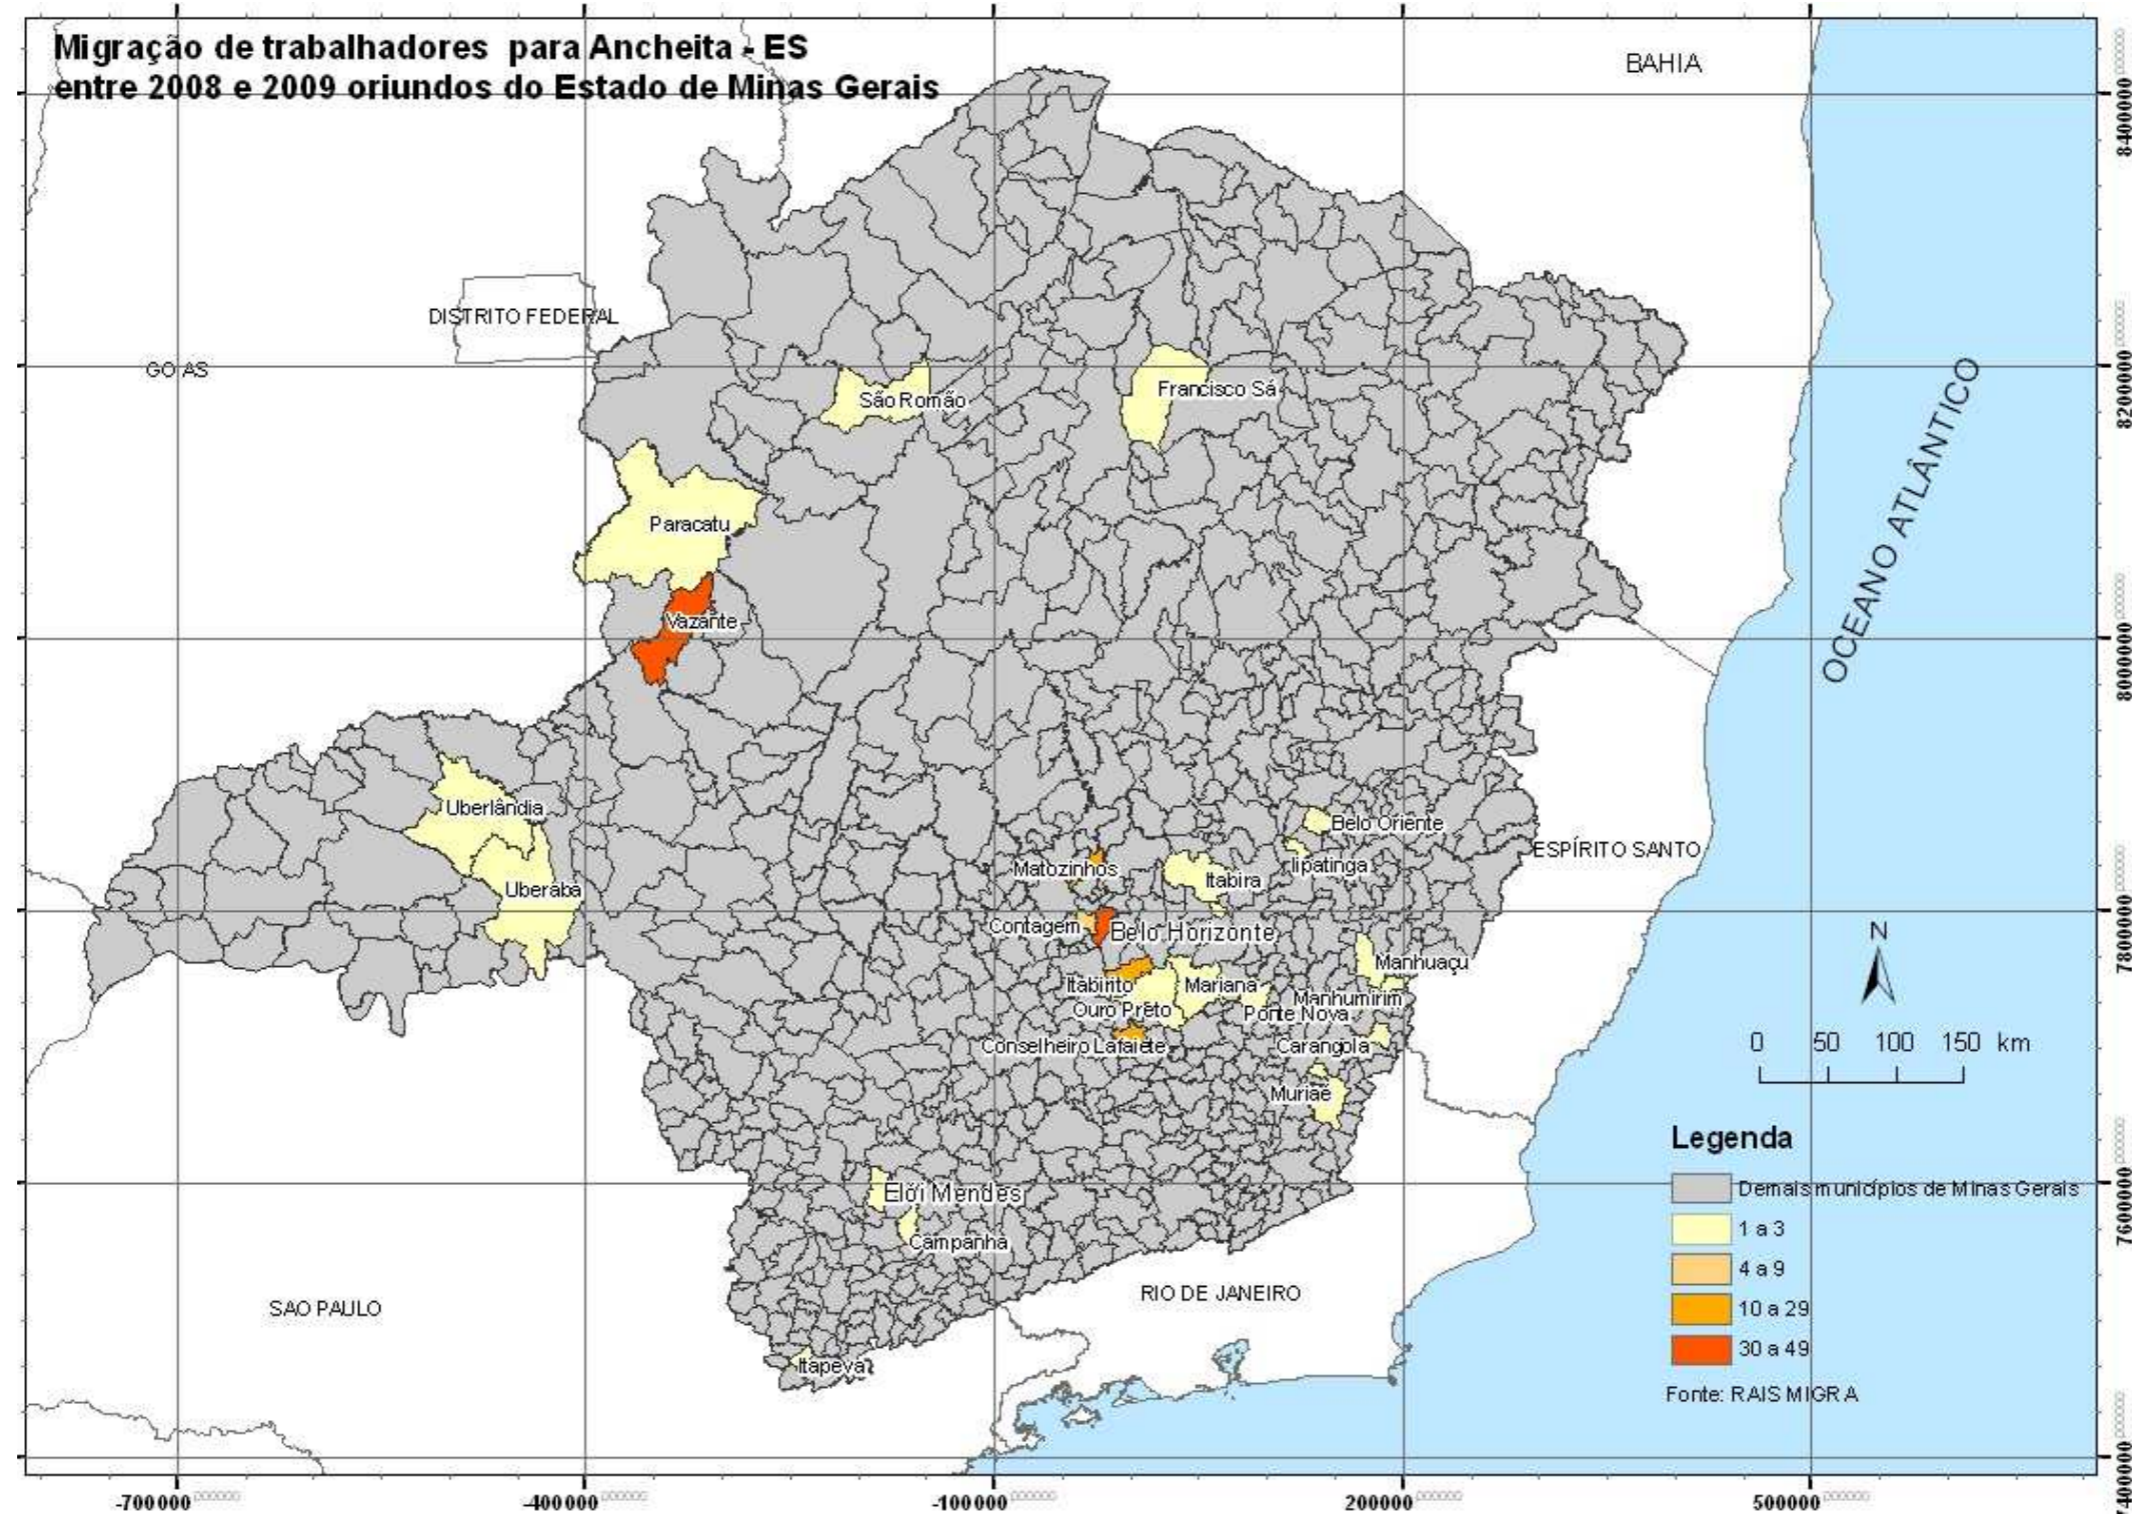 Migração de trabalhadores para Ancheita - ES
entre 2008 e 2009 oriundos do Estado de Minas Gerais
BAHIA
DISTRITO FEDERAL
GOIAS
São Romão
Francisco Sá
Paracatu
Vazante
OCEANO ATLÂNTICO
Uberlândia
Uberaba
Belo Oriente
Iipatinga
Matozinhos
Itabira
ESPÍRITO SANTO
Contagem
Belo Horizonte
Manhuaçu
Itabirito
Mariana
Manhumirim
Ouro Preto
Ponte Nova
Conselheiro Lafaiete
Carangola
Muriaé
Elói Mendes
Campanha
Itapeva
SAO PAULO
RIO DE JANEIRO
N
0 50 100 150 km
Legenda
Demais municípios de Minas Gerais
1 a 3
4 a 9
10 a 29
30 a 49
Fonte: RAIS MIGRA
8400000
8200000
8000000
7800000
7600000
7400000
-700000
-400000
-100000
200000
500000